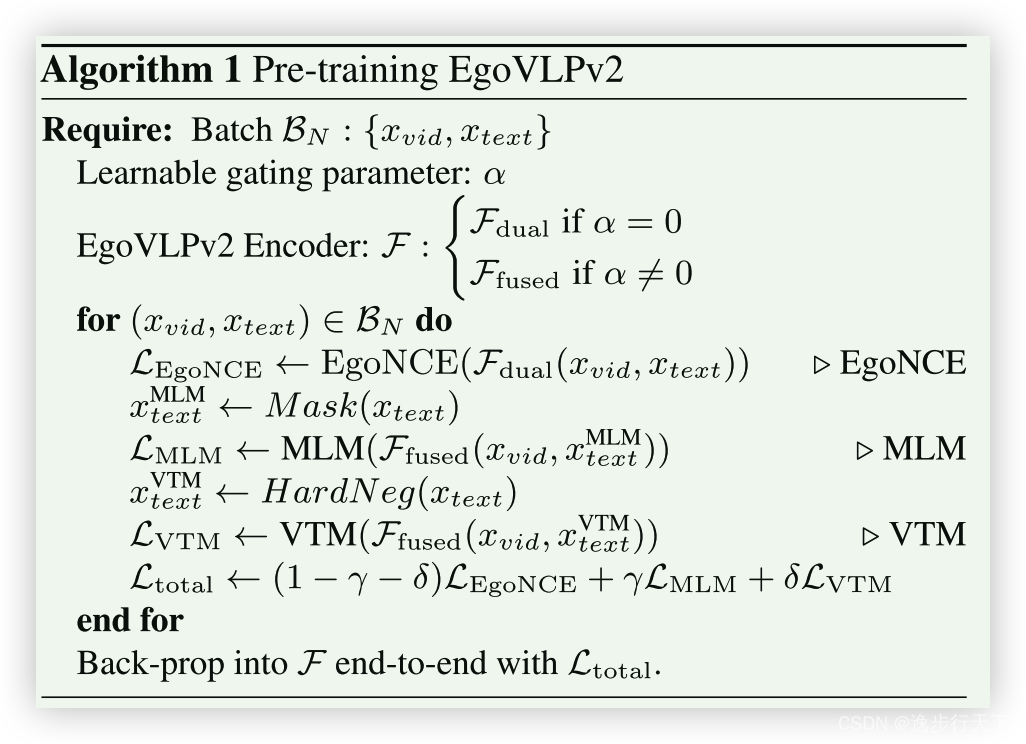 Algorithm 1 Pre-training EgoVLPv2
Require: Batch $\mathcal{B}_N : \{x_{vid}, x_{text}\}$
Learnable gating parameter: $\alpha$
EgoVLPv2 Encoder: $\mathcal{F} : \begin{cases} \mathcal{F}_{\text{dual}} \text{ if } \alpha = 0 \\ \mathcal{F}_{\text{fused}} \text{ if } \alpha \neq 0 \end{cases}$
for $(x_{vid}, x_{text}) \in \mathcal{B}_N$ do
$\mathcal{L}_{\text{EgoNCE}} \leftarrow \text{EgoNCE}(\mathcal{F}_{\text{dual}}(x_{vid}, x_{text}))$ ▷ EgoNCE
$x_{text}^{\text{MLM}} \leftarrow Mask(x_{text})$
$\mathcal{L}_{\text{MLM}} \leftarrow \text{MLM}(\mathcal{F}_{\text{fused}}(x_{vid}, x_{text}^{\text{MLM}}))$ ▷ MLM
$x_{text}^{\text{VTM}} \leftarrow HardNeg(x_{text})$
$\mathcal{L}_{\text{VTM}} \leftarrow \text{VTM}(\mathcal{F}_{\text{fused}}(x_{vid}, x_{text}^{\text{VTM}}))$ ▷ VTM
$\mathcal{L}_{\text{total}} \leftarrow (1 - \gamma - \delta)\mathcal{L}_{\text{EgoNCE}} + \gamma\mathcal{L}_{\text{MLM}} + \delta\mathcal{L}_{\text{VTM}}$
end for
Back-prop into $\mathcal{F}$ end-to-end with $\mathcal{L}_{\text{total}}$.
CSDN @逸步行天下